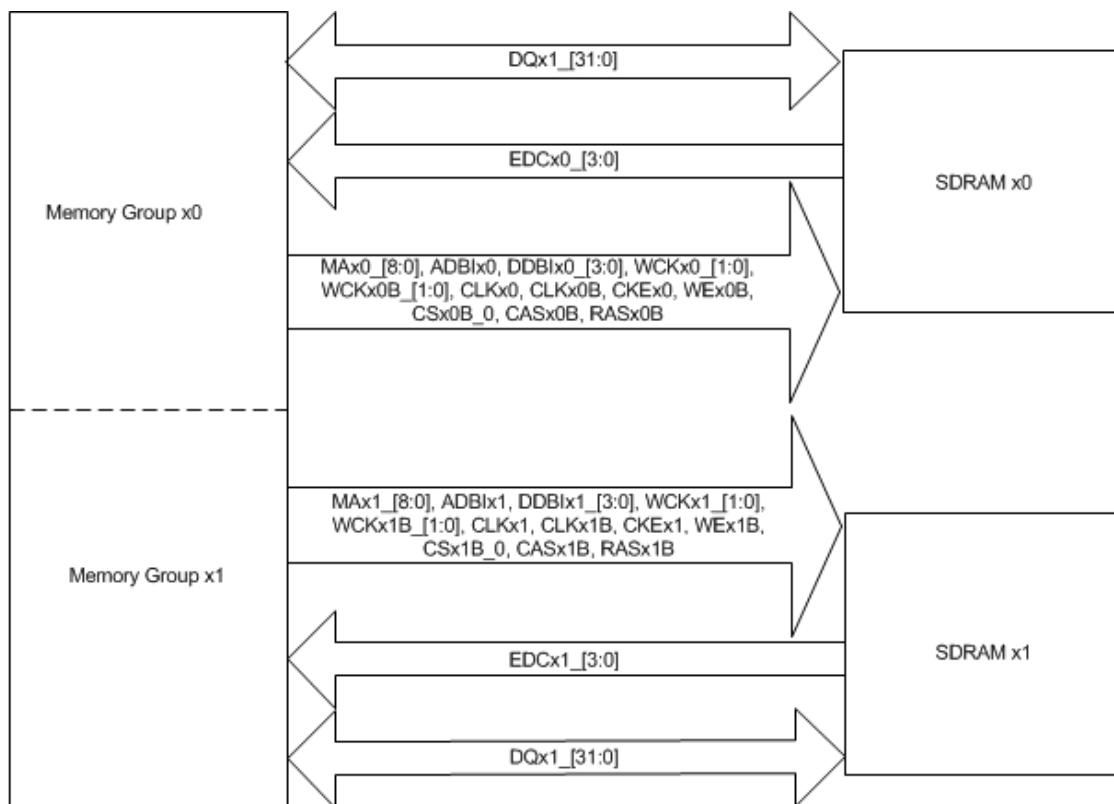 DQx1_[31:0]
EDCx0_[3:0]
SDRAM x0
Memory Group x0
MAx0_[8:0], ADBIx0, DDBIx0_[3:0], WCKx0_[1:0],
WCKx0B_[1:0], CLKx0, CLKx0B, CKEx0, WEx0B,
CSx0B_0, CASx0B, RASx0B
MAx1_[8:0], ADBIx1, DDBIx1_[3:0], WCKx1_[1:0],
WCKx1B_[1:0], CLKx1, CLKx1B, CKEx1, WEx1B,
CSx1B_0, CASx1B, RASx1B
Memory Group x1
EDCx1_[3:0]
SDRAM x1
DQx1_[31:0]